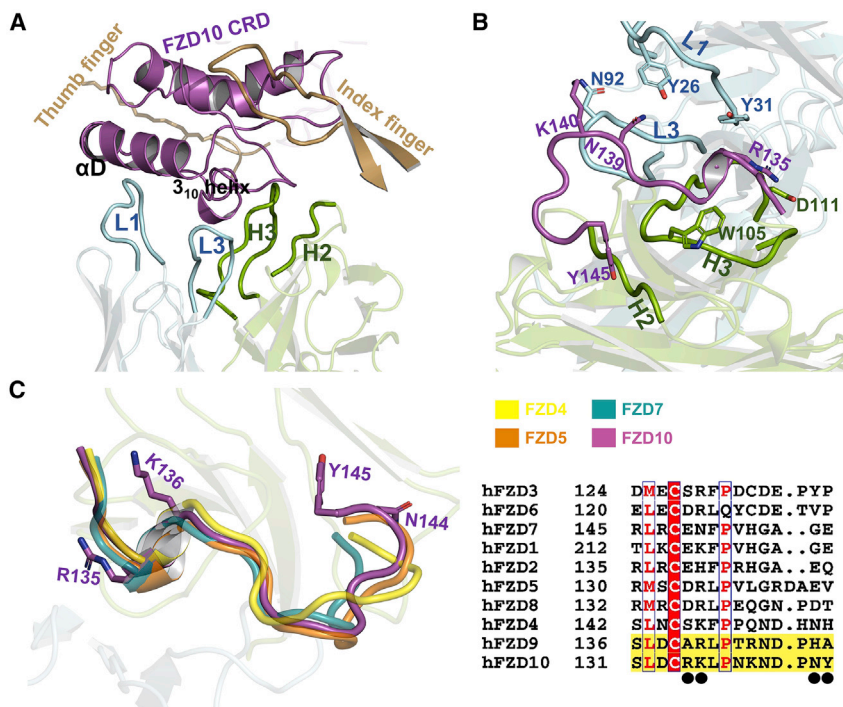 A
FZD10 CRD
Thumb finger
Index finger
αD
3₁₀ helix
L1
L3
H3
H2
B
L1
N92
Y26
Y31
K140
L3
N139
R135
D111
W105
H3
Y145
H2
C
K136
Y145
N144
R135
FZD4
FZD7
FZD5
FZD10
hFZD3 124 DMECSRFPDCDE.PYP
hFZD6 120 ELECDRLQYCDE.TVP
hFZD7 145 RLRCENFPVHGA..GE
hFZD1 212 TLKCEKFPVHGA..GE
hFZD2 135 RLRCEHFPRHGA..EQ
hFZD5 130 RMSCDRLPVLGRDAEV
hFZD8 132 RMRCDRLPEQGN.PDT
hFZD4 142 SLNCSKFPPQND.HNH
hFZD9 136 SLDCARLPTRND.PHA
hFZD10 131 SLDCRKLPNKND.PNY